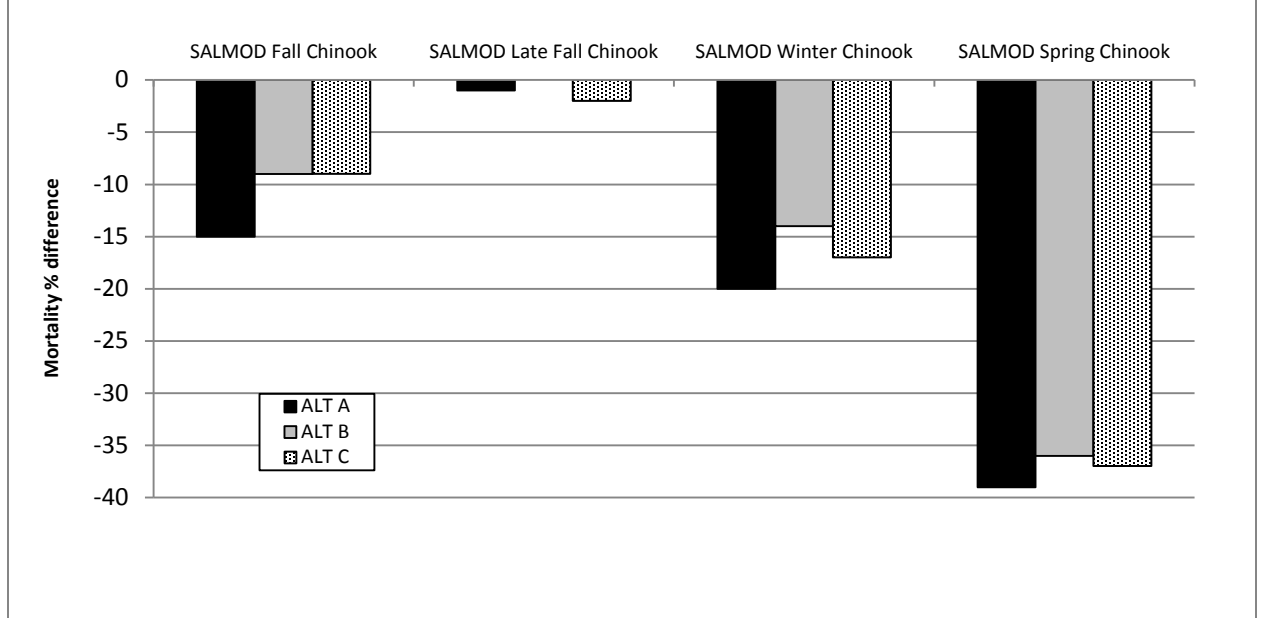 SALMOD Fall Chinook SALMOD Late Fall Chinook SALMOD Winter Chinook SALMOD Spring Chinook
0
-5
-10
-15
-20
-25
-30
-35
-40
Mortality % difference
ALT A
ALT B
ALT C